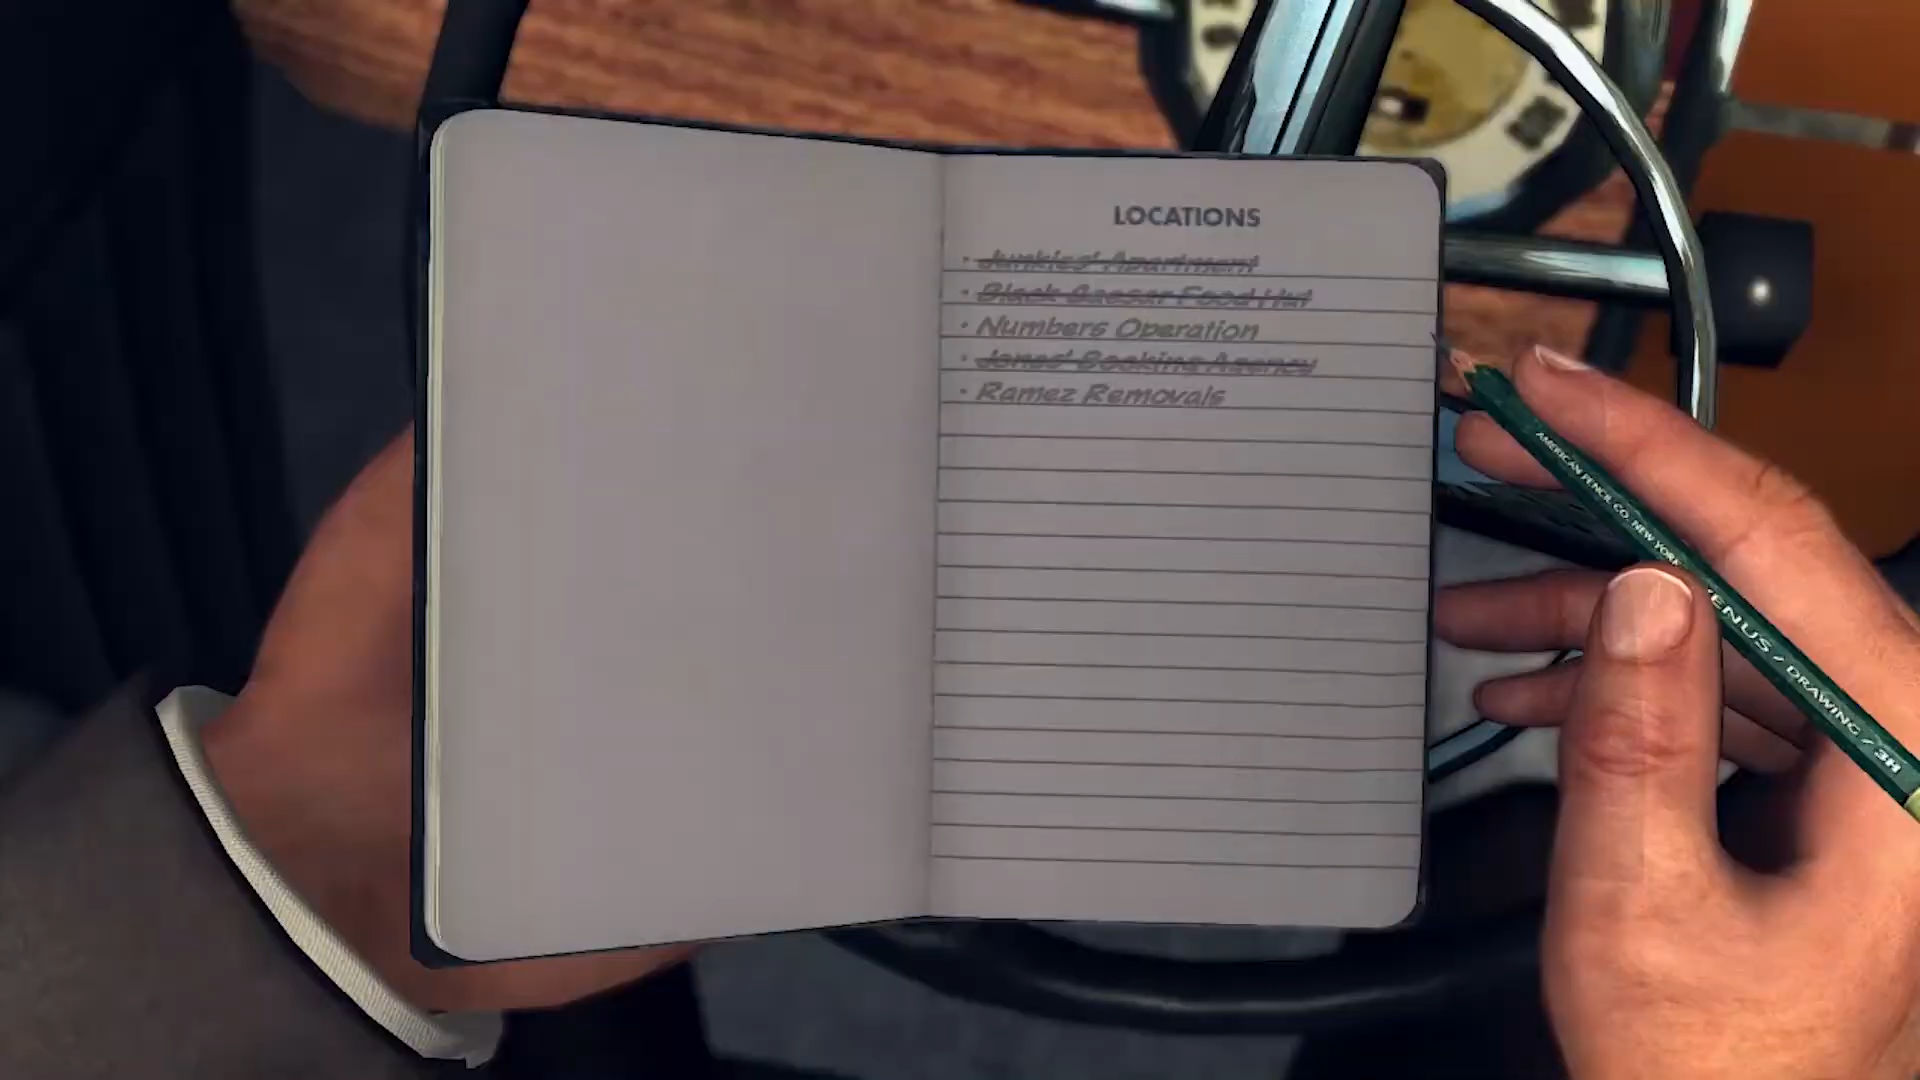 LOCATIONS
· Junkies' Apartment
· Black Caesar Food Hut
· Numbers Operation
· Jones' Booking Agency
· Ramez Removals
AMERICAN PENCIL CO. NEW YORK VENUS / DRAWING / 3H